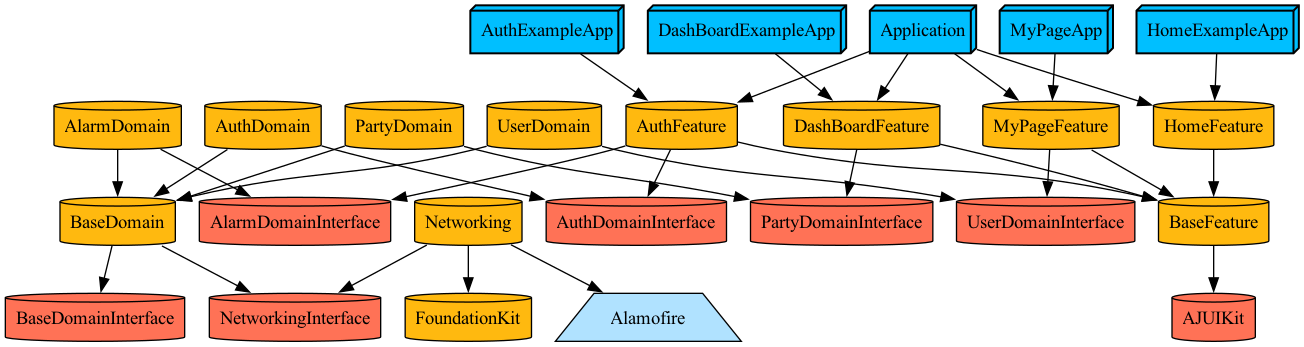 AuthExampleApp
DashBoardExampleApp
Application
MyPageApp
HomeExampleApp
AlarmDomain
AuthDomain
PartyDomain
UserDomain
AuthFeature
DashBoardFeature
MyPageFeature
HomeFeature
BaseDomain
AlarmDomainInterface
Networking
AuthDomainInterface
PartyDomainInterface
UserDomainInterface
BaseFeature
BaseDomainInterface
NetworkingInterface
FoundationKit
Alamofire
AJUIKit